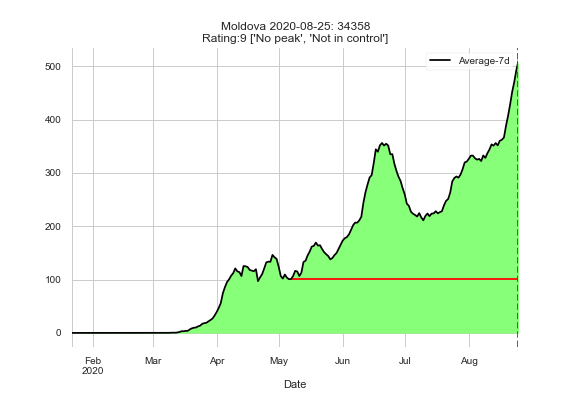 Moldova 2020-08-25: 34358
Rating:9 ['No peak', 'Not in control']
Average-7d
500
400
300
200
100
0
Feb Mar Apr May Jun Jul Aug
2020
Date